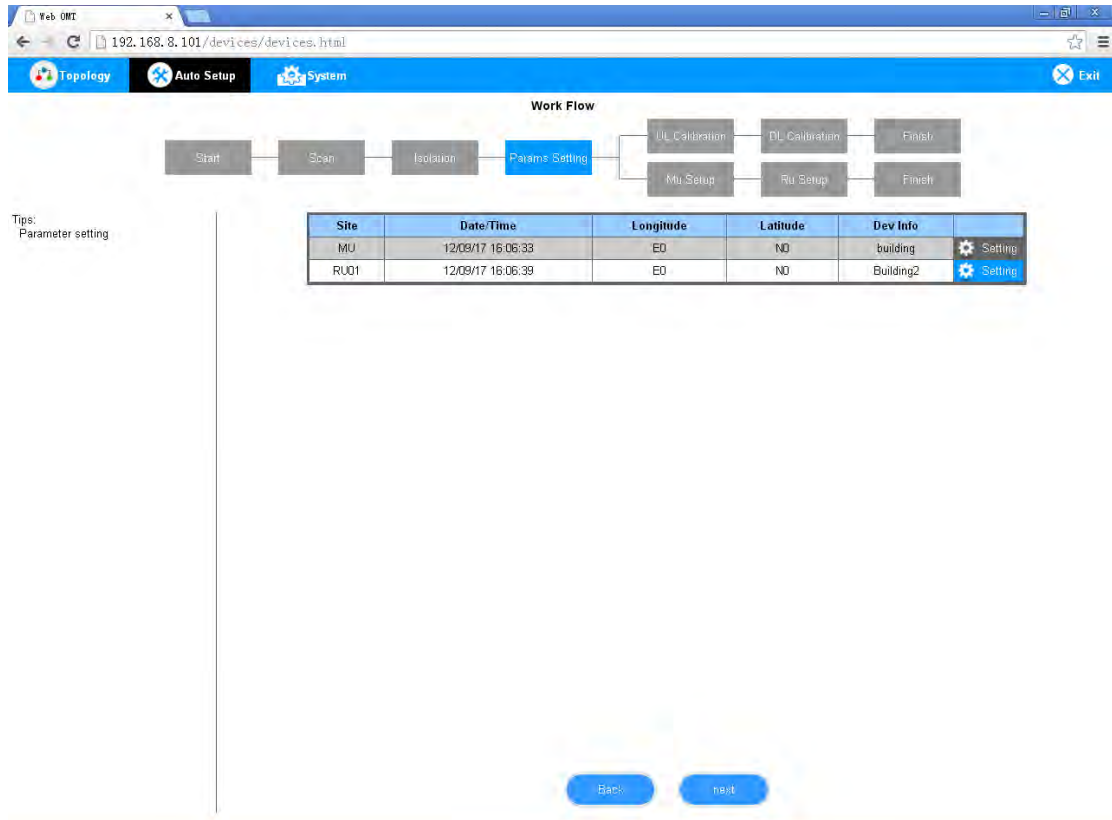 Web OMT
192.168.8.101/devices/devices.html
Topology Auto Setup System Exit
Work Flow
UL Calibration DL Calibration Finish
Start Scan Isolation Params Setting
Mu Setup Ru Setup Finish
Tips:
Parameter setting
Site Date/Time Longitude Latitude Dev Info
MU 12/09/17 16:06:33 E0 N0 building Setting
RU01 12/09/17 16:06:39 E0 N0 Building2 Setting
Back next